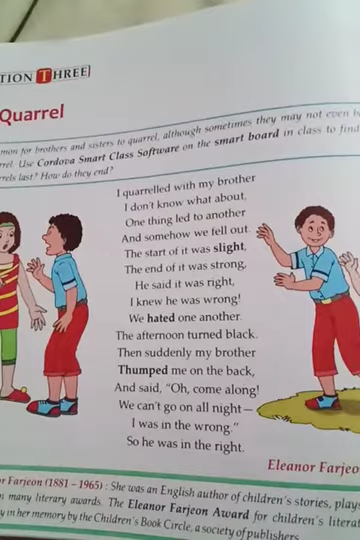 TION THREE
Quarrel
mon for brothers and sisters to quarrel, although sometimes they may not even
rrel. Use Cordova Smart Class Software on the smart board in class to find
rrels last? How do they end?
I quarrelled with my brother
I don't know what about,
One thing led to another
And somehow we fell out.
The start of it was slight,
The end of it was strong,
He said it was right,
I knew he was wrong!
We hated one another.
The afternoon turned black.
Then suddenly my brother
Thumped me on the back,
And said, "Oh, come along!
We can't go on all night—
I was in the wrong."
So he was in the right.
Eleanor Farjeo
or Farjeon (1881 – 1965) : She was an English author of children's stories, plays
n many literary awards. The Eleanor Farjeon Award for children's literat
y in her memory by the Children's Book Circle, a society of publishers